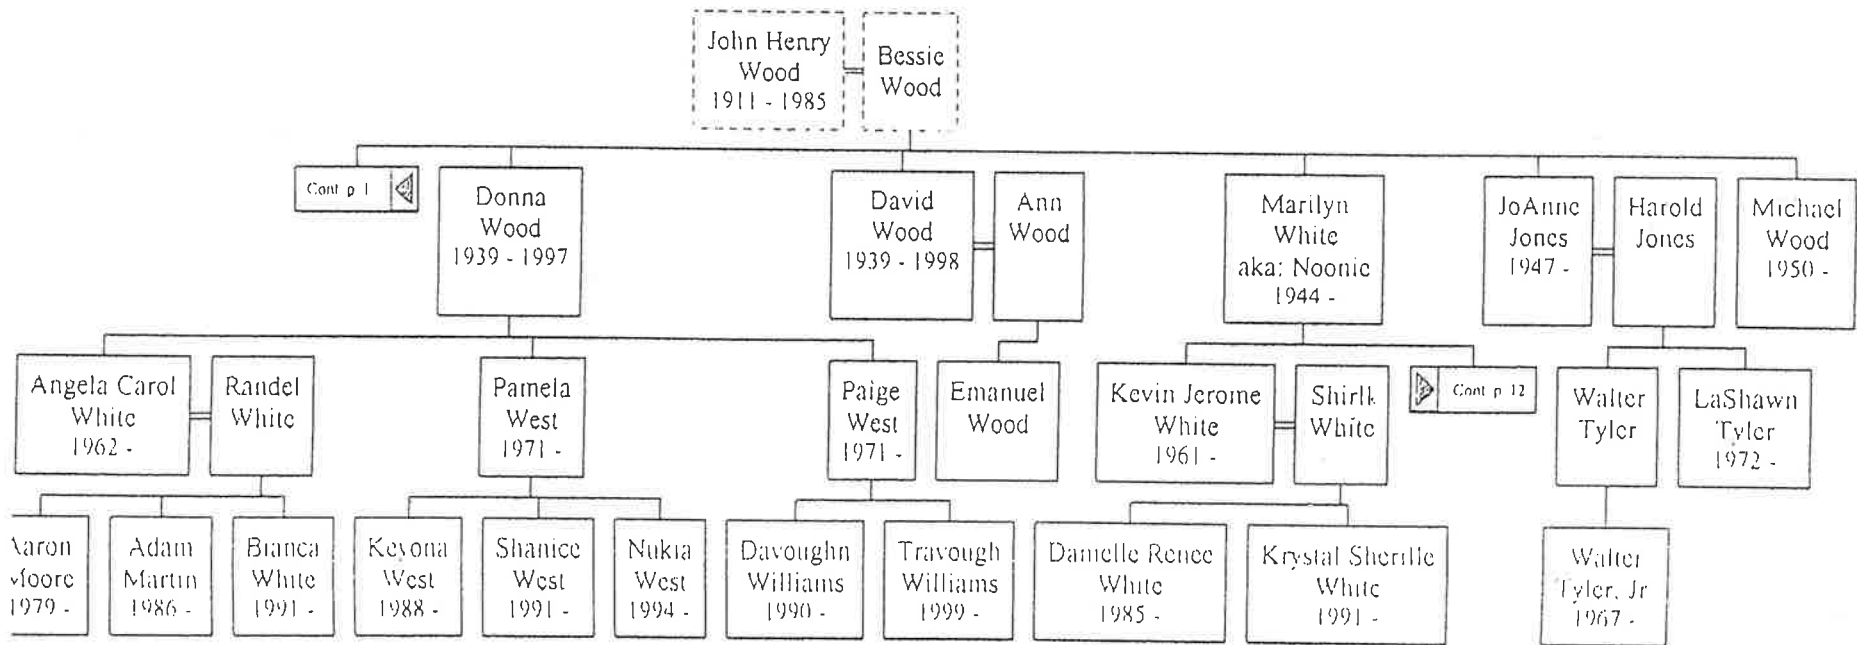 John Henry
Wood
1911 - 1985
Bessie
Wood
Cont p 1
Donna
Wood
1939 - 1997
David
Wood
1939 - 1998
Ann
Wood
Marilyn
White
aka: Noonie
1944 -
JoAnne
Jones
1947 -
Harold
Jones
Michael
Wood
1950 -
Angela Carol
White
1962 -
Randel
White
Pamela
West
1971 -
Paige
West
1971 -
Emanuel
Wood
Kevin Jerome
White
1961 -
White
Cont p 12
Walter
Tyler
LaShawn
Tyler
1972 -
Aaron
Moore
1979 -
Adam
Martin
1986 -
Bianca
White
1991 -
Keyona
West
1988 -
Shanice
West
1991 -
Nukia
West
1994 -
Davoughn
Williams
1990 -
Travough
Williams
1999 -
Danielle Renee
White
1985 -
Krystal Sherille
White
1991 -
Walter
Tyler, Jr
1967 -